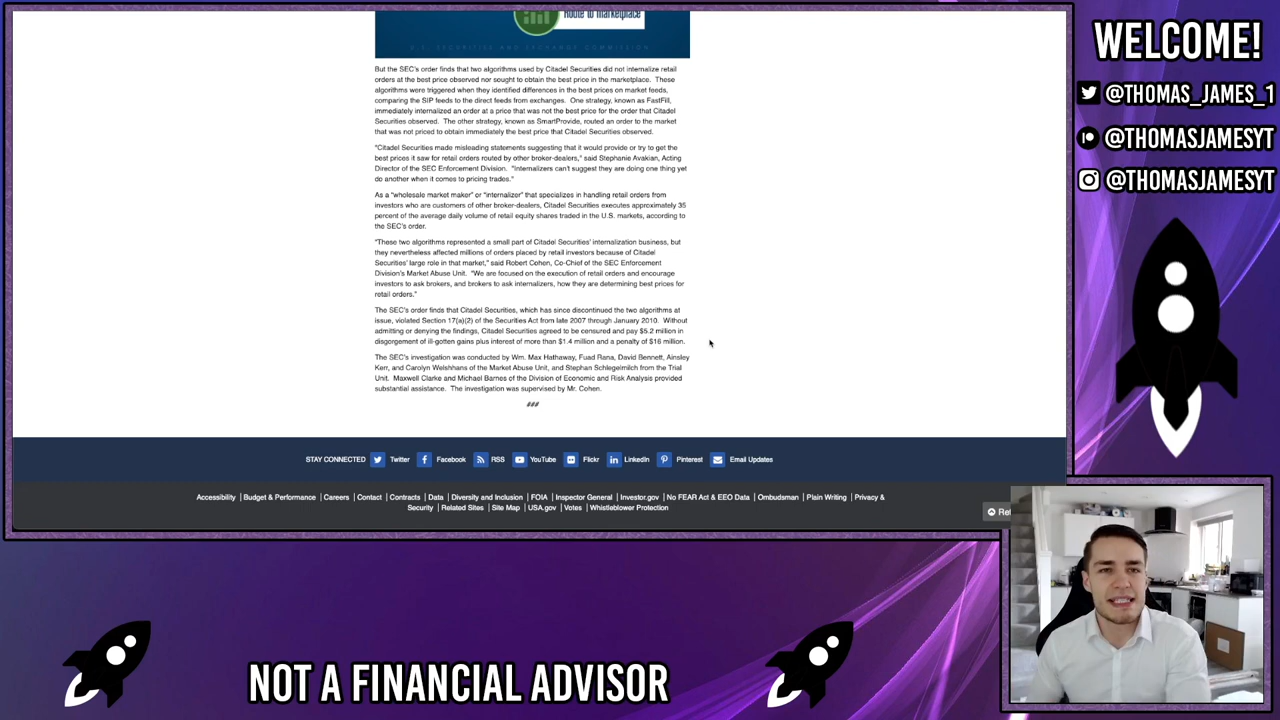 Route to Marketplace
U.S. SECURITIES AND EXCHANGE COMMISSION
But the SEC's order finds that two algorithms used by Citadel Securities did not internalize retail
orders at the best price observed nor sought to obtain the best price in the marketplace. These
algorithms were triggered when they identified differences in the best prices on market feeds,
comparing the SIP feeds to the direct feeds from exchanges. One strategy, known as FastFill,
immediately internalized an order at a price that was not the best price for the order that Citadel
Securities observed. The other strategy, known as SmartProvide, routed an order to the market
that was not priced to obtain immediately the best price that Citadel Securities observed.
"Citadel Securities made misleading statements suggesting that it would provide or try to get the
best prices it saw for retail orders routed by other broker-dealers," said Stephanie Avakian, Acting
Director of the SEC Enforcement Division. "Internalizers can't suggest they are doing one thing yet
do another when it comes to pricing trades."
As a "wholesale market maker" or "internalizer" that specializes in handling retail orders from
investors who are customers of other broker-dealers, Citadel Securities executes approximately 35
percent of the average daily volume of retail equity shares traded in the U.S. markets, according to
the SEC's order.
"These two algorithms represented a small part of Citadel Securities' internalization business, but
they nevertheless affected millions of orders placed by retail investors because of Citadel
Securities' large role in that market," said Robert Cohen, Co-Chief of the SEC Enforcement
Division's Market Abuse Unit. "We are focused on the execution of retail orders and encourage
investors to ask brokers, and brokers to ask internalizers, how they are determining best prices for
retail orders."
The SEC's order finds that Citadel Securities, which has since discontinued the two algorithms at
issue, violated Section 17(a)(2) of the Securities Act from late 2007 through January 2010. Without
admitting or denying the findings, Citadel Securities agreed to be censured and pay $5.2 million in
disgorgement of ill-gotten gains plus interest of more than $1.4 million and a penalty of $16 million.
The SEC's investigation was conducted by Wm. Max Hathaway, Fuad Rana, David Bennett, Ainsley
Kerr, and Carolyn Welshhans of the Market Abuse Unit, and Stephan Schlegelmilch from the Trial
Unit. Maxwell Clarke and Michael Barnes of the Division of Economic and Risk Analysis provided
substantial assistance. The investigation was supervised by Mr. Cohen.
###
STAY CONNECTED Twitter Facebook RSS YouTube Flickr LinkedIn Pinterest Email Updates
Accessibility | Budget & Performance | Careers | Contact | Contracts | Data | Diversity and Inclusion | FOIA | Inspector General | Investor.gov | No FEAR Act & EEO Data | Ombudsman | Plain Writing | Privacy &
Security | Related Sites | Site Map | USA.gov | Votes | Whistleblower Protection
WELCOME!
@THOMAS_JAMES_1
@THOMASJAMESYT
@THOMASJAMESYT
NOT A FINANCIAL ADVISOR